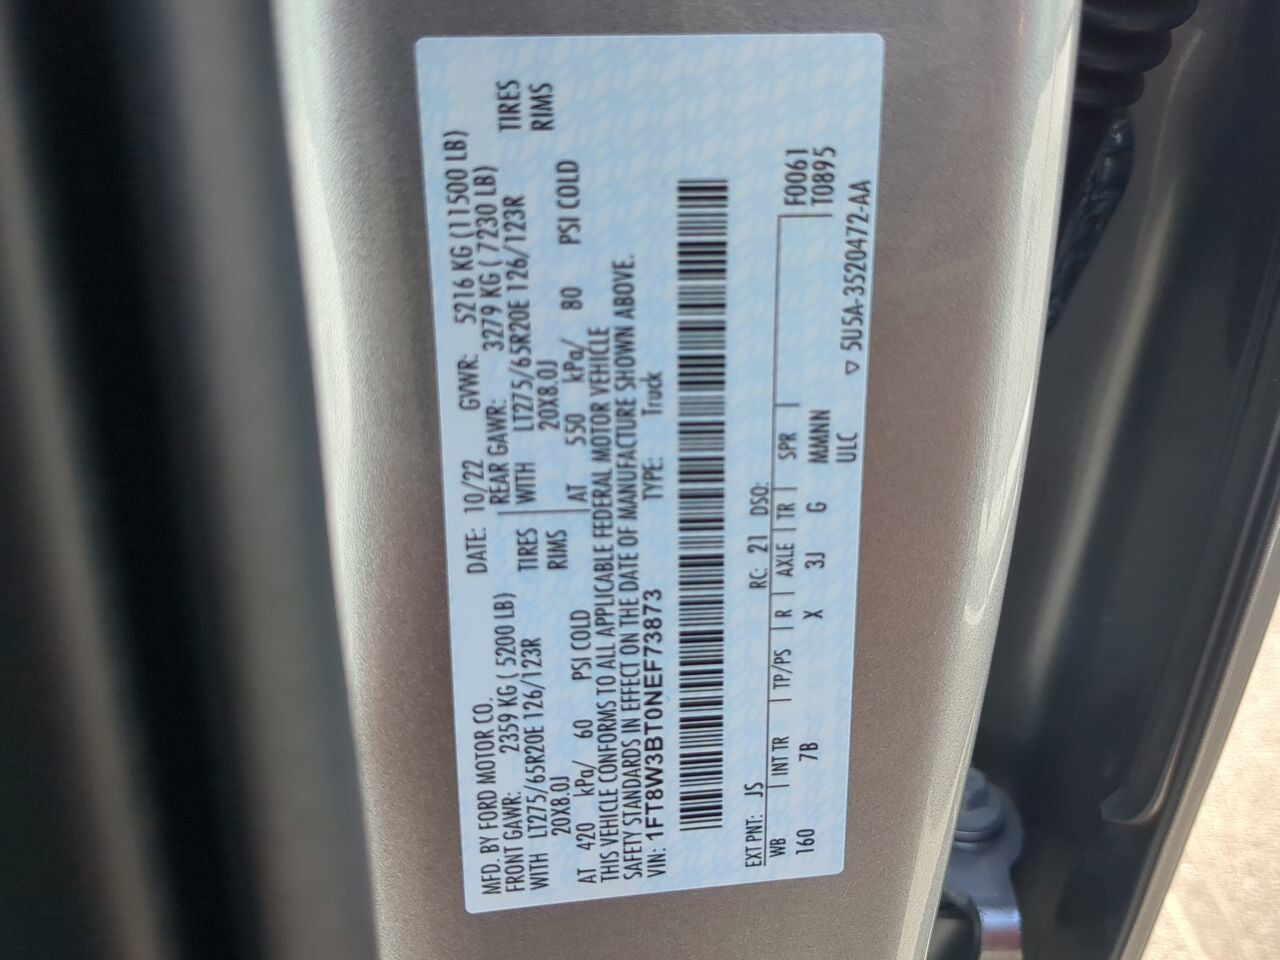 MFD. BY FORD MOTOR CO. DATE: 10/22 GVWR: 5216 KG (11500 LB)
FRONT GAWR: 2359 KG ( 5200 LB) REAR GAWR: 3279 KG ( 7230 LB)
WITH LT275/65R20E 126/123R TIRES WITH LT275/65R20E 126/123R TIRES
20X8.0J RIMS 20X8.0J RIMS
AT 420 kPa/ 60 PSI COLD AT 550 kPa/ 80 PSI COLD
THIS VEHICLE CONFORMS TO ALL APPLICABLE FEDERAL MOTOR VEHICLE
SAFETY STANDARDS IN EFFECT ON THE DATE OF MANUFACTURE SHOWN ABOVE.
VIN: 1FT8W3BT0NEF73873 TYPE: Truck
EXT PNT: JS RC: 21 DSO:
WB INT TR TP/PS R AXLE TR SPR F0061
160 7B X 3J G MMNNN T0895
ULC ▽ 5U5A-3520472-AA